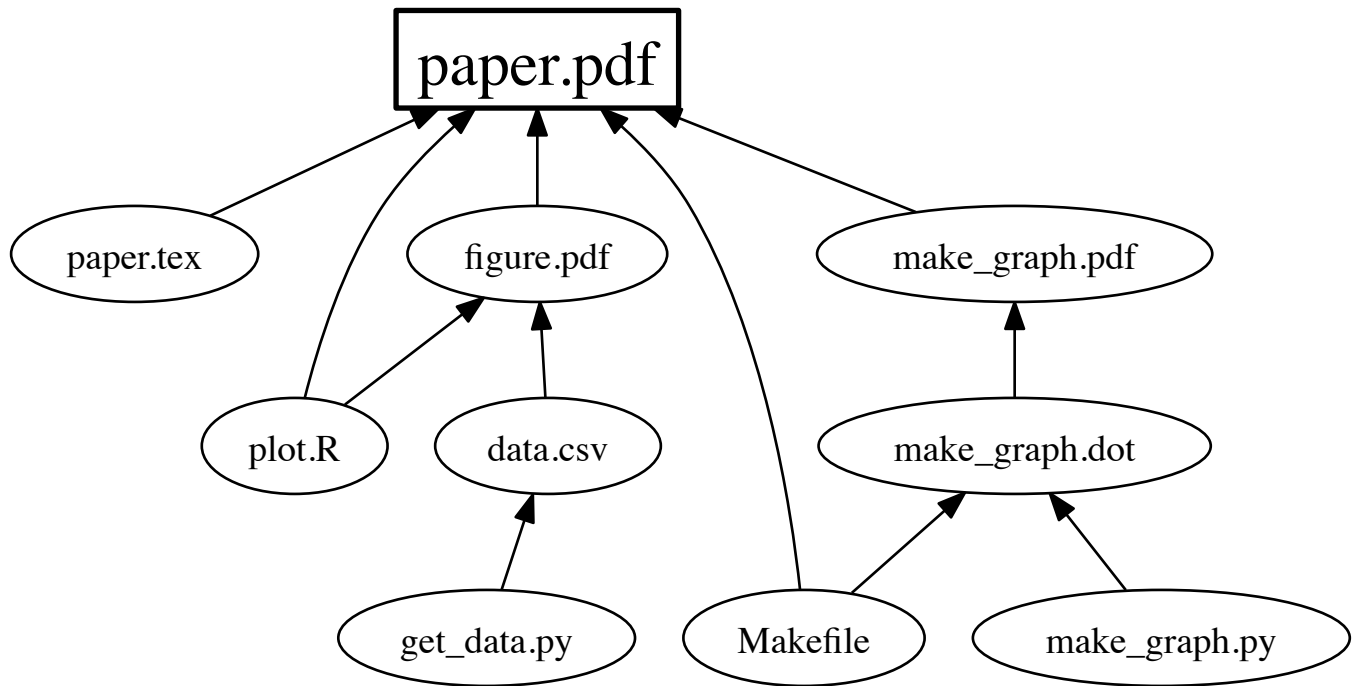 paper.pdf
paper.tex
figure.pdf
make_graph.pdf
plot.R
data.csv
make_graph.dot
get_data.py
Makefile
make_graph.py